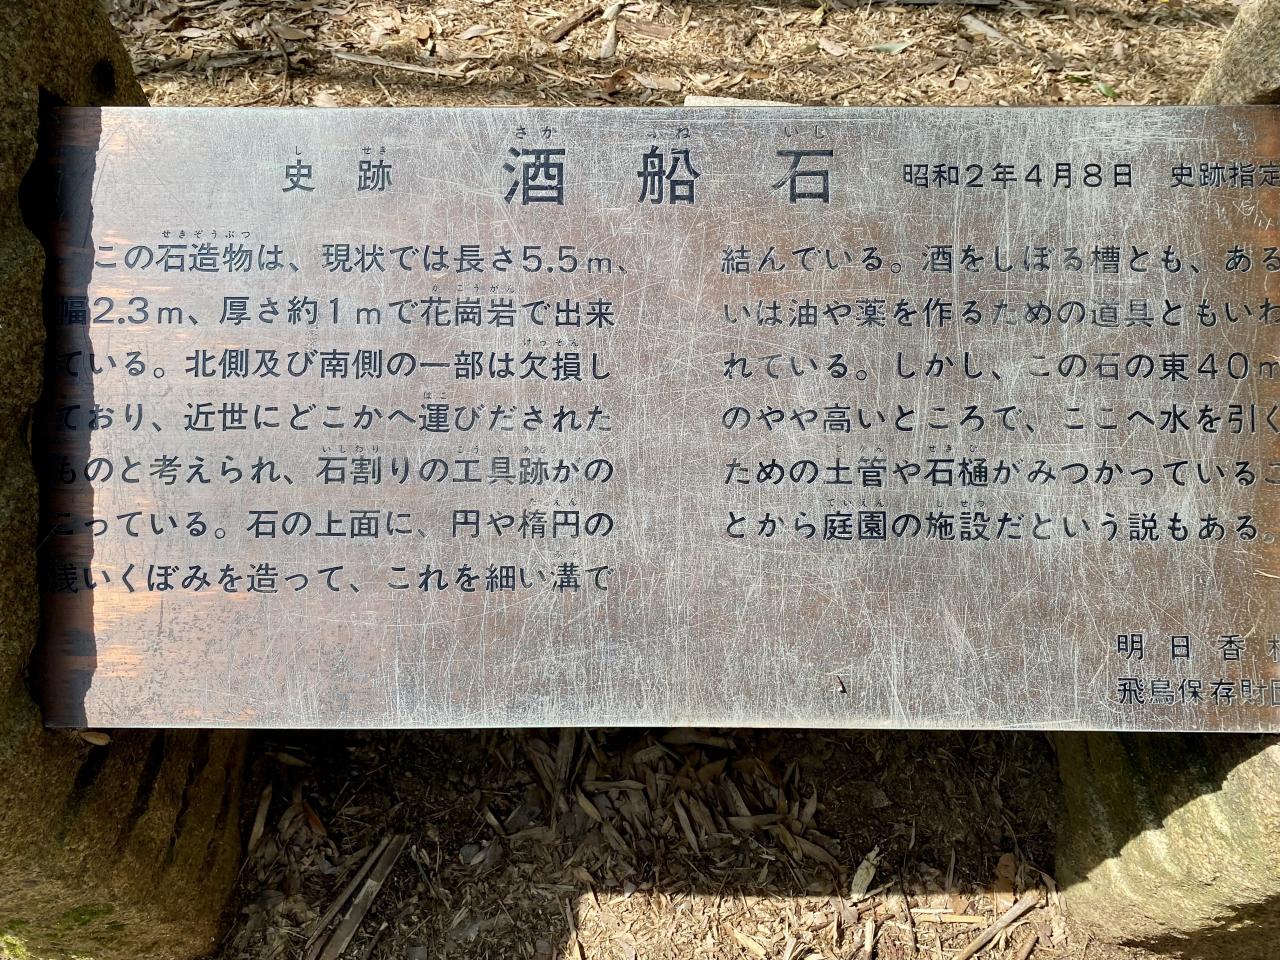 史跡 酒船石 昭和2年4月8日 史跡指定
この石造物は、現状では長さ5.5m、
幅2.3m、厚さ約1mで花崗岩で出来
ている。北側及び南側の一部は欠損し
ており、近世にどこかへ運びだされた
ものと考えられ、石割りの工具跡がの
こっている。石の上面に、円や楕円の
浅いくぼみを造って、これを細い溝で
結んでいる。酒をしぼる槽とも、ある
いは油や薬を作るための道具ともいわ
れている。しかし、この石の東40m
のやや高いところで、ここへ水を引く
ための土管や石樋がみつかっているこ
とから庭園の施設だという説もある。
明日香村
飛鳥保存財団